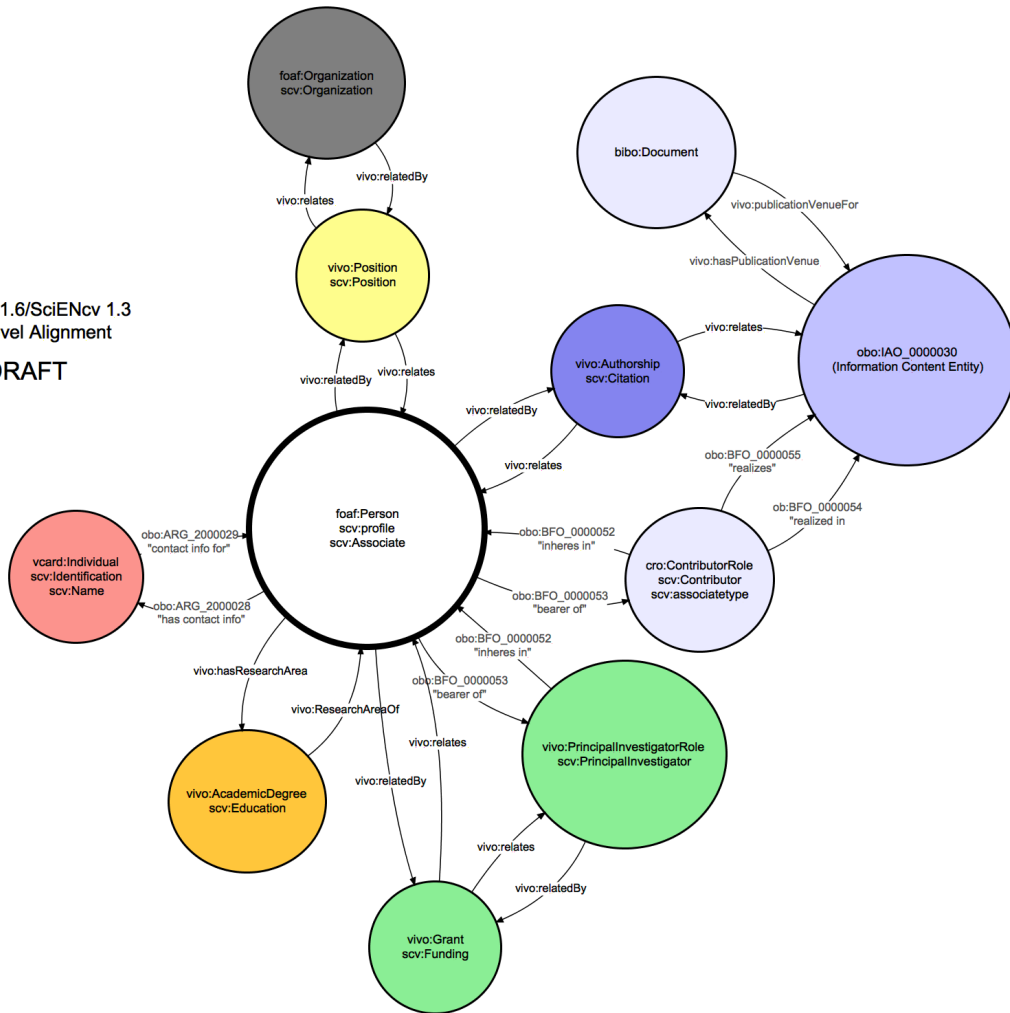 foaf:Organization
scv:Organization
vivo:relates
vivo:relatedBy
bibo:Document
vivo:publicationVenueFor
vivo:hasPublicationVenue
vivo:Position
scv:Position
1.6/SciENcv 1.3
vel Alignment
DRAFT
vivo:relatedBy
vivo:relates
vivo:Authorship
scv:Citation
vivo:relates
vivo:relatedBy
obo:IAO_0000030
(Information Content Entity)
vivo:relatedBy
vivo:relates
obo:BFO_0000055
"realizes"
ob:BFO_0000054
"realized in
foaf:Person
scv:profile
scv:Associate
obo:ARG_2000029
"contact info for"
vcard:Individual
scv:Identification
scv:Name
obo:ARG_2000028
"has contact info"
obo:BFO_0000052
"inheres in"
obo:BFO_0000053
"bearer of"
cro:ContributorRole
scv:Contributor
scv:associatetype
obo:BFO_0000052
"inheres in"
obo:BFO_0000053
"bearer of"
vivo:hasResearchArea
vivo:ResearchAreaOf
vivo:relates
vivo:relatedBy
vivo:PrincipalInvestigatorRole
scv:PrincipalInvestigator
vivo:AcademicDegree
scv:Education
vivo:relates
vivo:relatedBy
vivo:Grant
scv:Funding